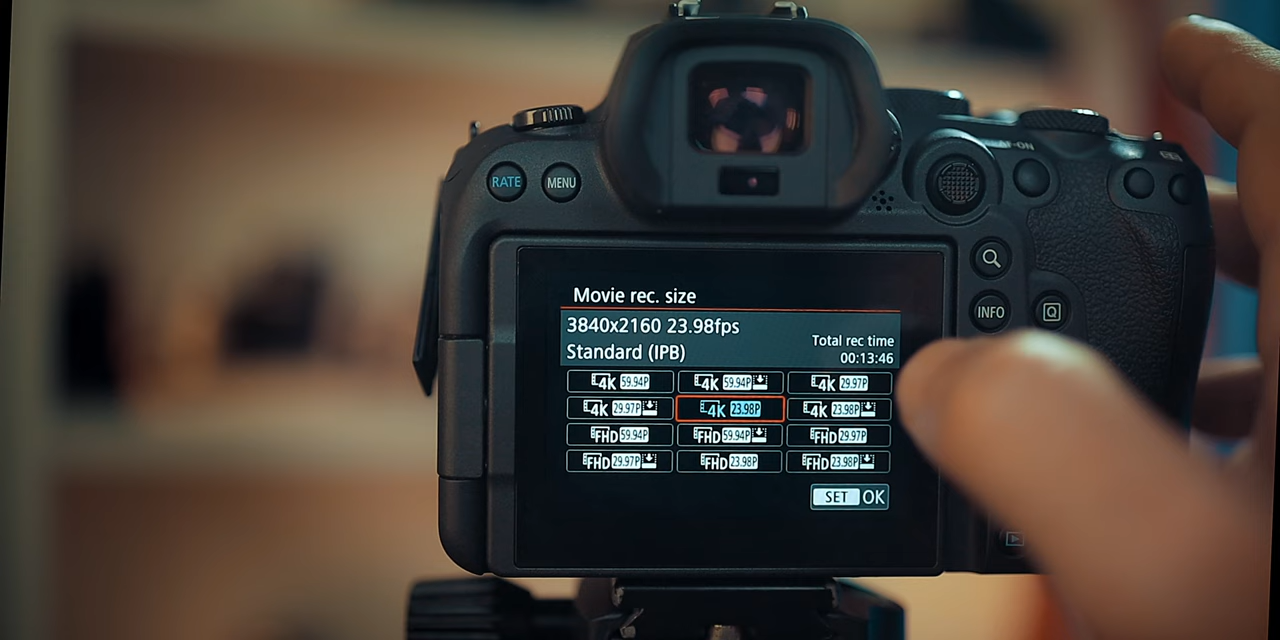 AF-ON
RATE MENU
INFO Q
Movie rec. size
3840x2160 23.98fps
Standard (IPB)
Total rec time
00:13:46
4K 59.94P 4K 59.94P 4K 29.97P
4K 29.97P 4K 23.98P 4K 23.98P
FHD 59.94P FHD 59.94P FHD 29.97P
FHD 29.97P FHD 23.98P FHD 23.98P
SET OK